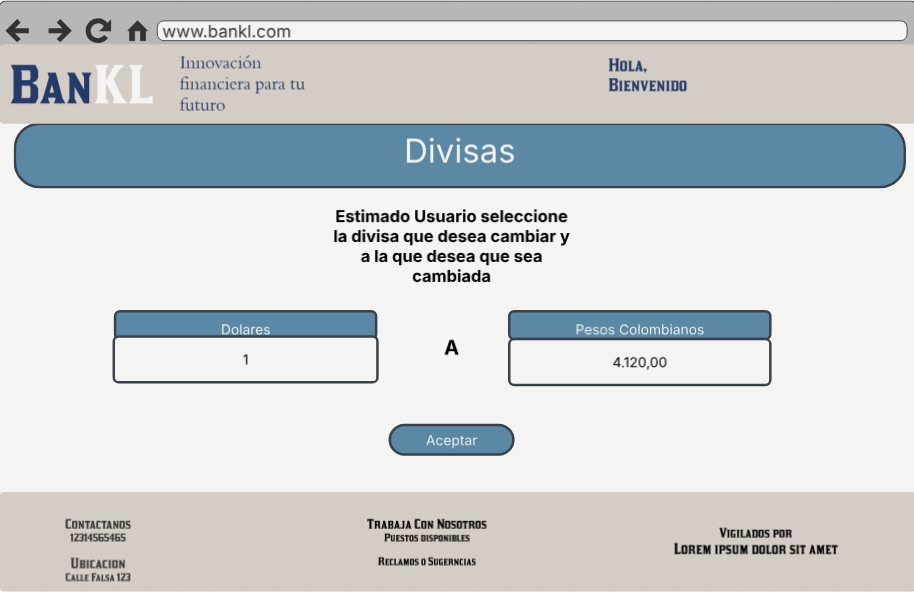 www.bankl.com
BanKL
Innovación
financiera para tu
futuro
Hola,
Bienvenido
Divisas
Estimado Usuario seleccione
la divisa que desea cambiar y
a la que desea que sea
cambiada
Dolares
1
A
Pesos Colombianos
4.120,00
Aceptar
Contactanos
12314565465
Ubicacion
Calle Falsa 123
Trabaja Con Nosotros
Puestos disponibles
Reclamos o Sugerncias
Vigilados por
Lorem ipsum dolor sit amet